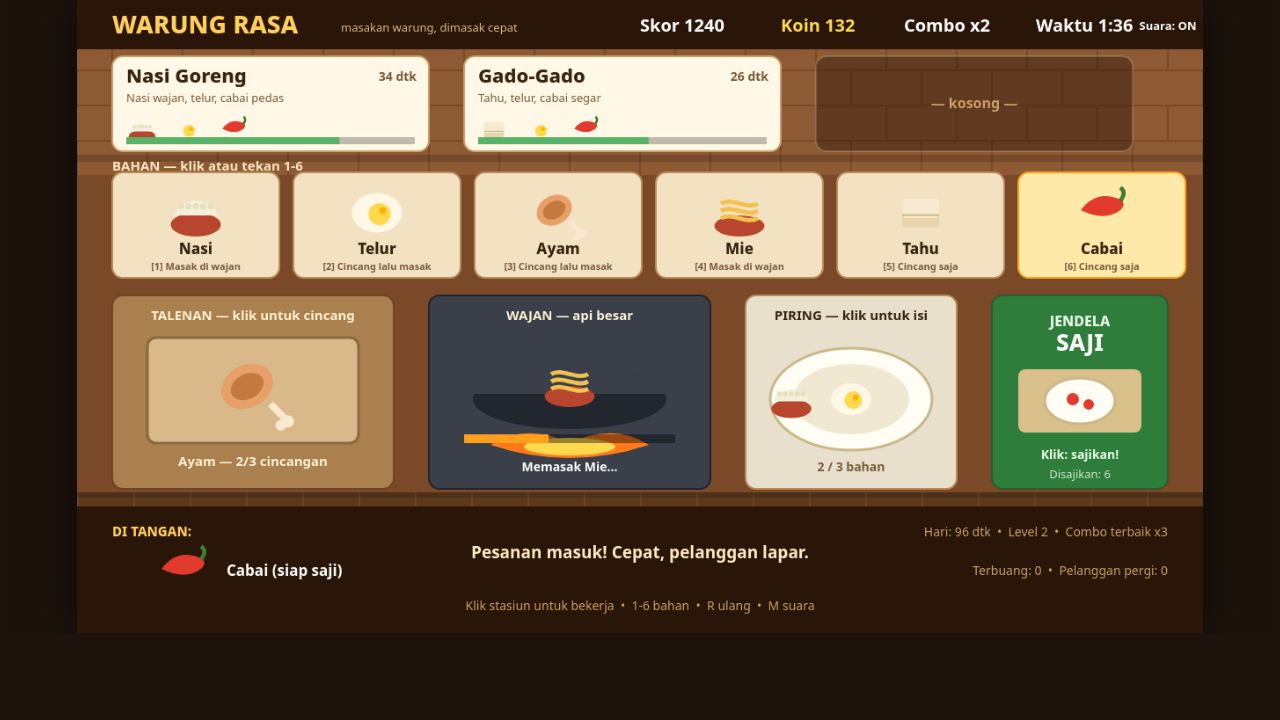 WARUNG RASA
masakan warung, dimasak cepat
Skor 1240
Koin 132
Combo x2
Waktu 1:36
Suara: ON
Nasi Goreng
34 dtk
Nasi wajan, telur, cabai pedas
Gado-Gado
26 dtk
Tahu, telur, cabai segar
— kosong —
BAHAN — klik atau tekan 1-6
Nasi
[1] Masak di wajan
Telur
[2] Cincang lalu masak
Ayam
[3] Cincang lalu masak
Mie
[4] Masak di wajan
Tahu
[5] Cincang saja
Cabai
[6] Cincang saja
TALENAN — klik untuk cincang
Ayam — 2/3 cincangan
WAJAN — api besar
Memasak Mie...
PIRING — klik untuk isi
2 / 3 bahan
JENDELA
SAJI
Klik: sajikan!
Disajikan: 6
DI TANGAN:
Cabai (siap saji)
Pesanan masuk! Cepat, pelanggan lapar.
Hari: 96 dtk • Level 2 • Combo terbaik x3
Terbuang: 0 • Pelanggan pergi: 0
Klik stasiun untuk bekerja • 1-6 bahan • R ulang • M suara